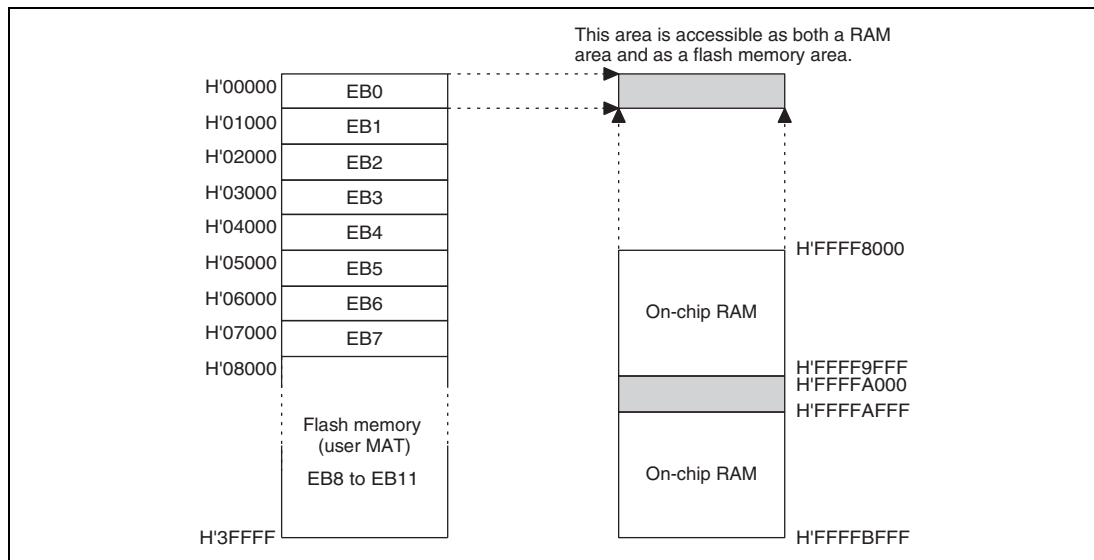 This area is accessible as both a RAM
area and as a flash memory area.
H'00000
EB0
H'01000
EB1
H'02000
EB2
H'03000
EB3
H'04000
EB4
H'05000
EB5
H'06000
EB6
H'07000
EB7
H'08000
Flash memory
(user MAT)
EB8 to EB11
H'3FFFF
H'FFFF8000
On-chip RAM
H'FFFF9FFF
H'FFFFA000
H'FFFFAFFF
On-chip RAM
H'FFFFBFFF